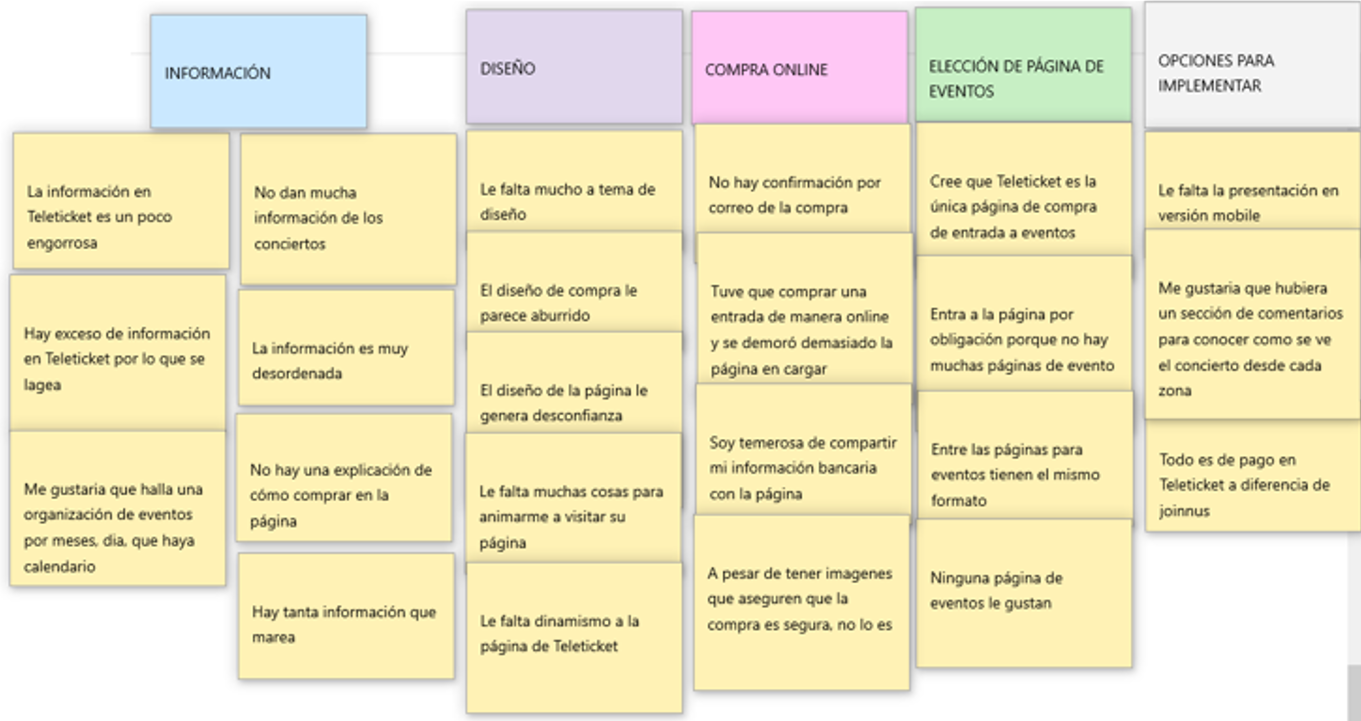 INFORMACIÓN
La información en
Teleticket es un poco
engorrosa
Hay exceso de información
en Teleticket por lo que se
lagea
Me gustaria que halla una
organización de eventos
por meses, dia, que haya
calendario
No dan mucha
información de los
conciertos
La información es muy
desordenada
No hay una explicación de
cómo comprar en la
página
Hay tanta información que
marea
DISEÑO
Le falta mucho a tema de
diseño
El diseño de compra le
parece aburrido
El diseño de la página le
genera desconfianza
Le falta muchas cosas para
animarme a visitar su
página
Le falta dinamismo a la
página de Teleticket
COMPRA ONLINE
No hay confirmación por
correo de la compra
Tuve que comprar una
entrada de manera online
y se demoró demasiado la
página en cargar
Soy temerosa de compartir
mi información bancaria
con la página
A pesar de tener imagenes
que aseguren que la
compra es segura, no lo es
ELECCIÓN DE PÁGINA DE
EVENTOS
Cree que Teleticket es la
única página de compra
de entrada a eventos
Entra a la página por
obligación porque no hay
muchas páginas de evento
Entre las páginas para
eventos tienen el mismo
formato
Ninguna página de
eventos le gustan
OPCIONES PARA
IMPLEMENTAR
Le falta la presentación en
versión mobile
Me gustaria que hubiera
un sección de comentarios
para conocer como se ve
el concierto desde cada
zona
Todo es de pago en
Teleticket a diferencia de
joinnus